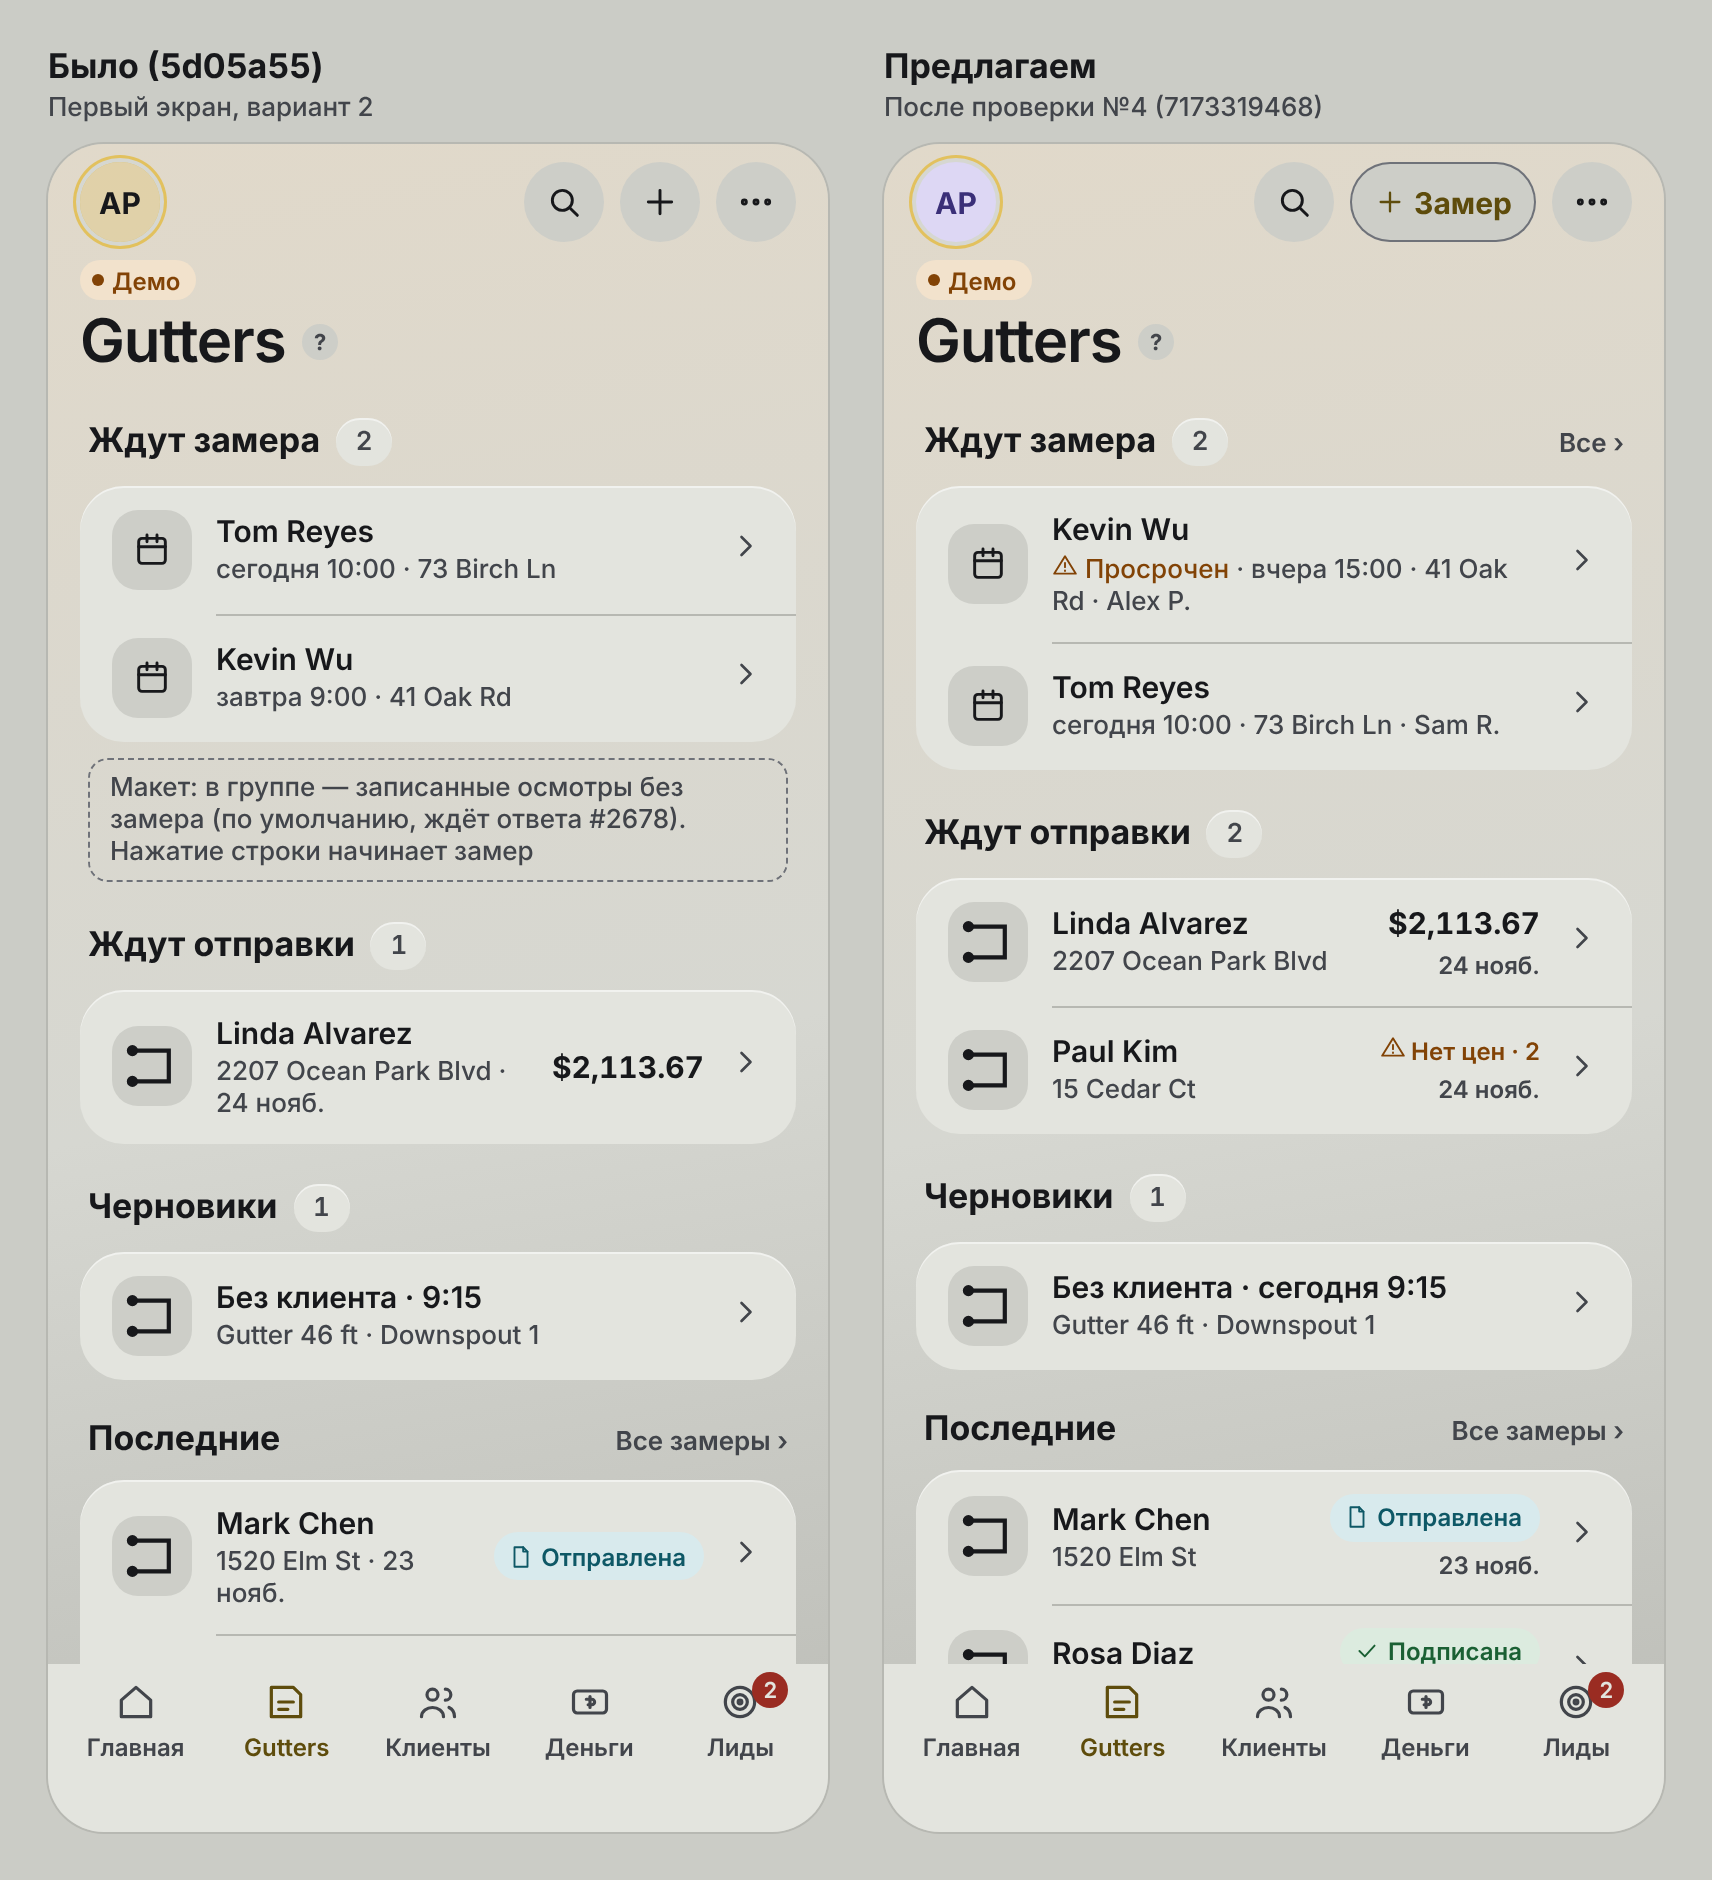 Было (5d05a55)
Первый экран, вариант 2
AP
Демо
Gutters ?
Ждут замера 2
Tom Reyes
сегодня 10:00 · 73 Birch Ln
Kevin Wu
завтра 9:00 · 41 Oak Rd
Макет: в группе — записанные осмотры без
замера (по умолчанию, ждёт ответа #2678).
Нажатие строки начинает замер
Ждут отправки 1
Linda Alvarez
2207 Ocean Park Blvd ·
24 нояб.
$2,113.67
Черновики 1
Без клиента · 9:15
Gutter 46 ft · Downspout 1
Последние
Все замеры ›
Mark Chen
1520 Elm St · 23
нояб.
Отправлена
Главная
Gutters
Клиенты
Деньги
Лиды
2
Предлагаем
После проверки №4 (7173319468)
AP
+ Замер
Демо
Gutters ?
Ждут замера 2
Все ›
Kevin Wu
Просрочен · вчера 15:00 · 41 Oak
Rd · Alex P.
Tom Reyes
сегодня 10:00 · 73 Birch Ln · Sam R.
Ждут отправки 2
Linda Alvarez
2207 Ocean Park Blvd
$2,113.67
24 нояб.
Paul Kim
15 Cedar Ct
Нет цен · 2
24 нояб.
Черновики 1
Без клиента · сегодня 9:15
Gutter 46 ft · Downspout 1
Последние
Все замеры ›
Mark Chen
1520 Elm St
Отправлена
23 нояб.
Rosa Diaz
Подписана
Главная
Gutters
Клиенты
Деньги
Лиды
2